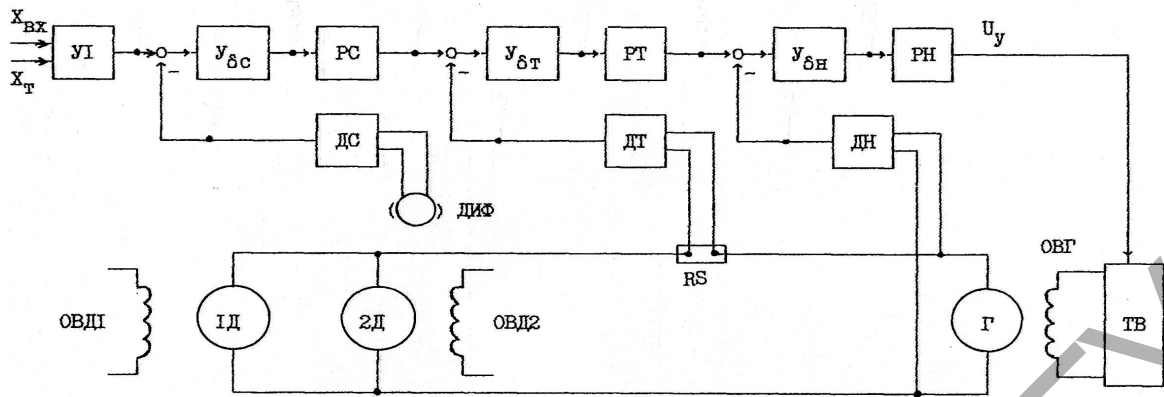 Xвх
Xт
УI
Уδс
РС
Уδт
РТ
Уδн
РН
Uу
ДС
ДТ
ДН
ДИФ
RS
ОВГ
ОВДI
IД
2Д
ОВД2
Г
ТВ